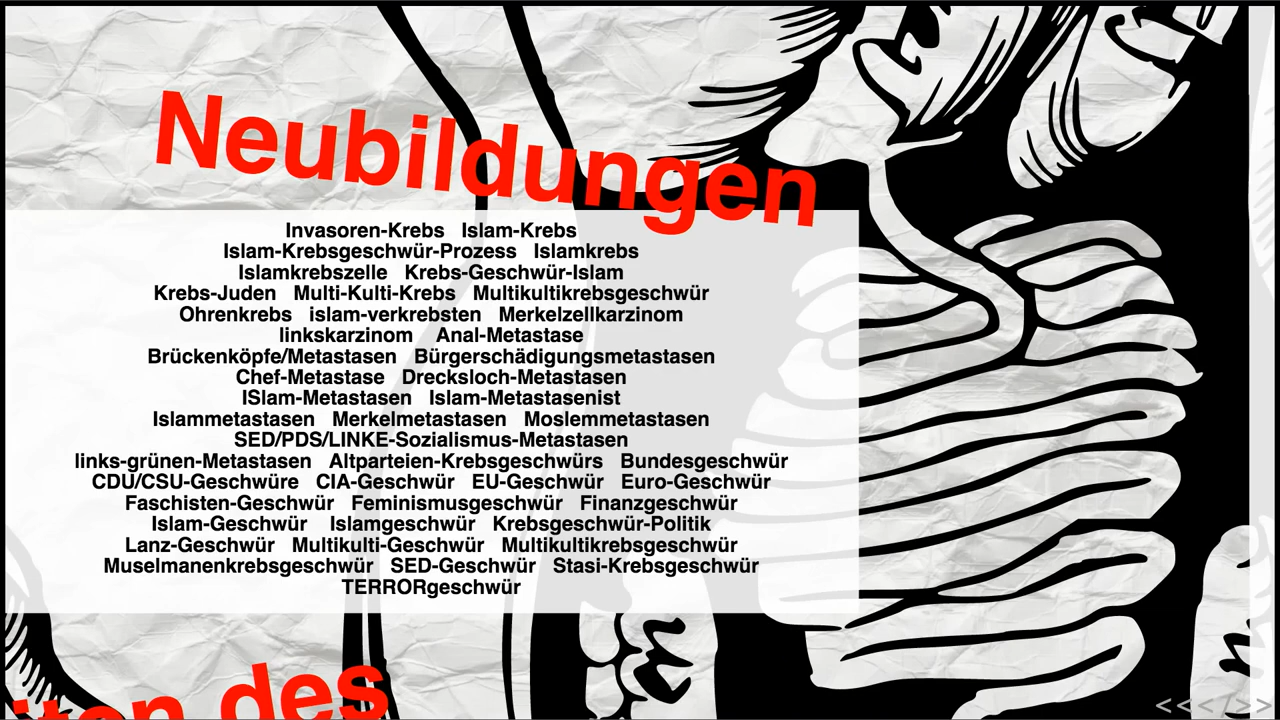 Neubildungen
Invasoren-Krebs Islam-Krebs
Islam-Krebsgeschwür-Prozess Islamkrebs
Islamkrebszelle Krebs-Geschwür-Islam
Krebs-Juden Multi-Kulti-Krebs Multikultikrebsgeschwür
Ohrenkrebs islam-verkrebsten Merkelzellkarzinom
linkskarzinom Anal-Metastase
Brückenköpfe/Metastasen Bürgerschädigungsmetastasen
Chef-Metastase Drecksloch-Metastasen
ISlam-Metastasen Islam-Metastasenist
Islammetastasen Merkelmetastasen Moslemmetastasen
SED/PDS/LINKE-Sozialismus-Metastasen
links-grünen-Metastasen Altparteien-Krebsgeschwürs Bundesgeschwür
CDU/CSU-Geschwüre CIA-Geschwür EU-Geschwür Euro-Geschwür
Faschisten-Geschwür Feminismusgeschwür Finanzgeschwür
Islam-Geschwür Islamgeschwür Krebsgeschwür-Politik
Lanz-Geschwür Multikulti-Geschwür Multikultikrebsgeschwür
Muselmanenkrebsgeschwür SED-Geschwür Stasi-Krebsgeschwür
TERRORgeschwür
des
<< < / > >>